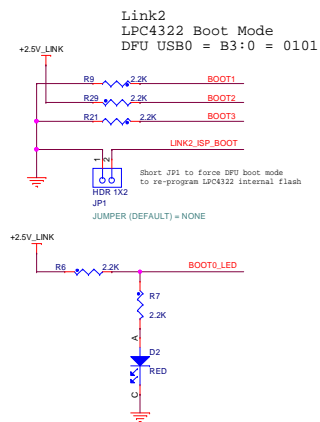 Link2
LPC4322 Boot Mode
DFU USB0 = B3:0 = 0101
+2.5V_LINK
R9 2.2K BOOT1
R29 2.2K BOOT2
R21 2.2K BOOT3
LINK2_ISP_BOOT
1 2
Short JP1 to force DFU boot mode
to re-program LPC4322 internal flash
HDR 1X2
JP1
JUMPER (DEFAULT) = NONE
+2.5V_LINK
R6 2.2K BOOT0_LED
R7
2.2K
A
D2
RED
C